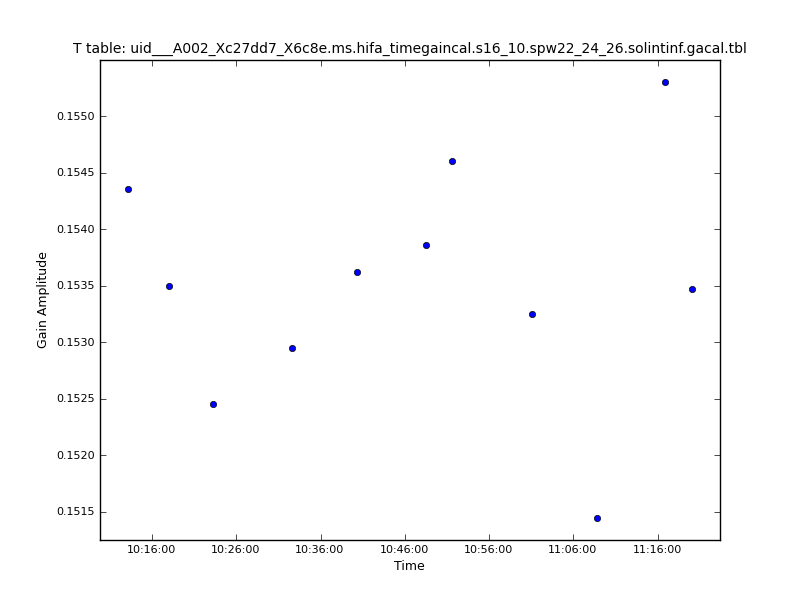 T table: uid___A002_Xc27dd7_X6c8e.ms.hifa_timegaincal.s16_10.spw22_24_26.solintinf.gacal.tbl
Gain Amplitude
0.1550
0.1545
0.1540
0.1535
0.1530
0.1525
0.1520
0.1515
10:16:00 10:26:00 10:36:00 10:46:00 10:56:00 11:06:00 11:16:00
Time